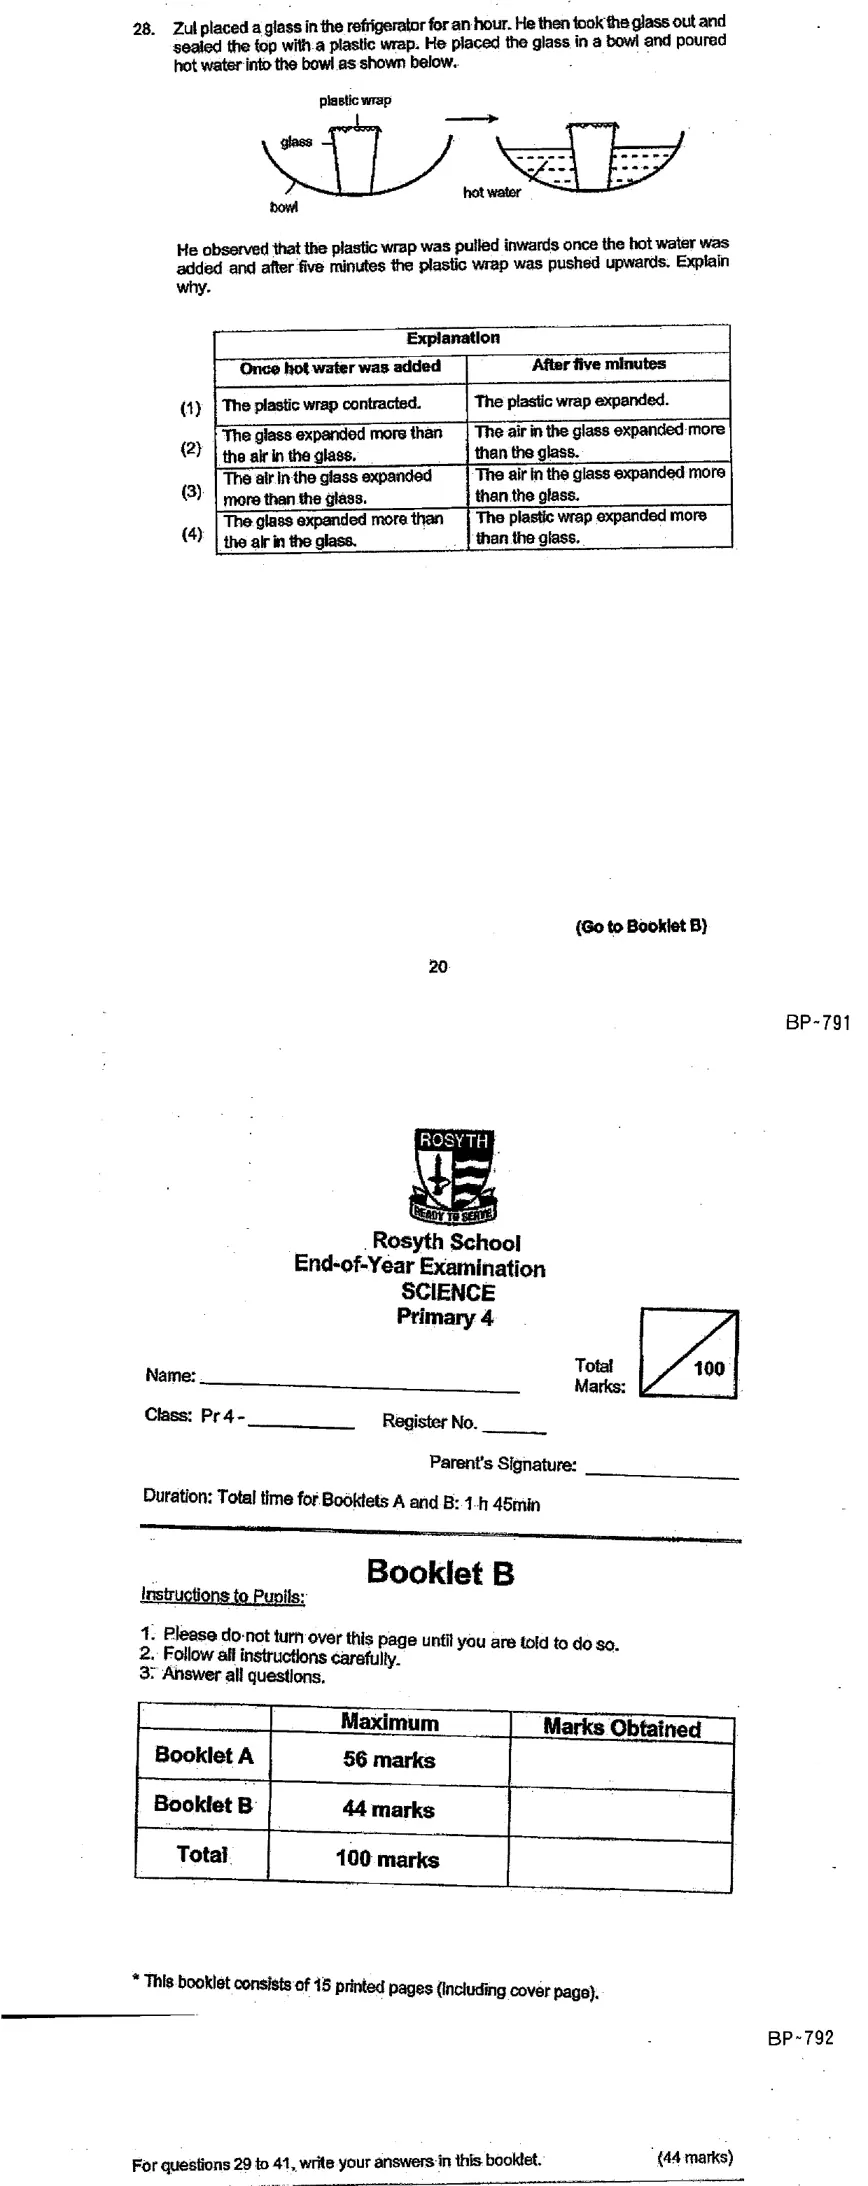 28. Zul placed a glass in the refrigerator for an hour. He then took the glass out and
sealed the top with a plastic wrap. He placed the glass in a bowl and poured
hot water into the bowl as shown below.
plastic wrap
glass
bowl
hot water
He observed that the plastic wrap was pulled inwards once the hot water was
added and after five minutes the plastic wrap was pushed upwards. Explain
why.
Explanation
Once hot water was added After five minutes
(1) The plastic wrap contracted. The plastic wrap expanded.
(2) The glass expanded more than the air in the glass. The air in the glass expanded more than the glass.
(3) The air in the glass expanded more than the glass. The air in the glass expanded more than the glass.
(4) The glass expanded more than the air in the glass. The plastic wrap expanded more than the glass.
(Go to Booklet B)
20
BP-791
ROSYTH
READY TO SERVE
Rosyth School
End-of-Year Examination
SCIENCE
Primary 4
Name:
Total
Marks:
100
Class: Pr 4 - Register No.
Parent's Signature:
Duration: Total time for Booklets A and B: 1 h 45min
Booklet B
Instructions to Pupils:
1. Please do not turn over this page until you are told to do so.
2. Follow all instructions carefully.
3. Answer all questions.
Maximum Marks Obtained
Booklet A 56 marks
Booklet B 44 marks
Total 100 marks
* This booklet consists of 15 printed pages (including cover page).
BP-792
For questions 29 to 41, write your answers in this booklet. (44 marks)